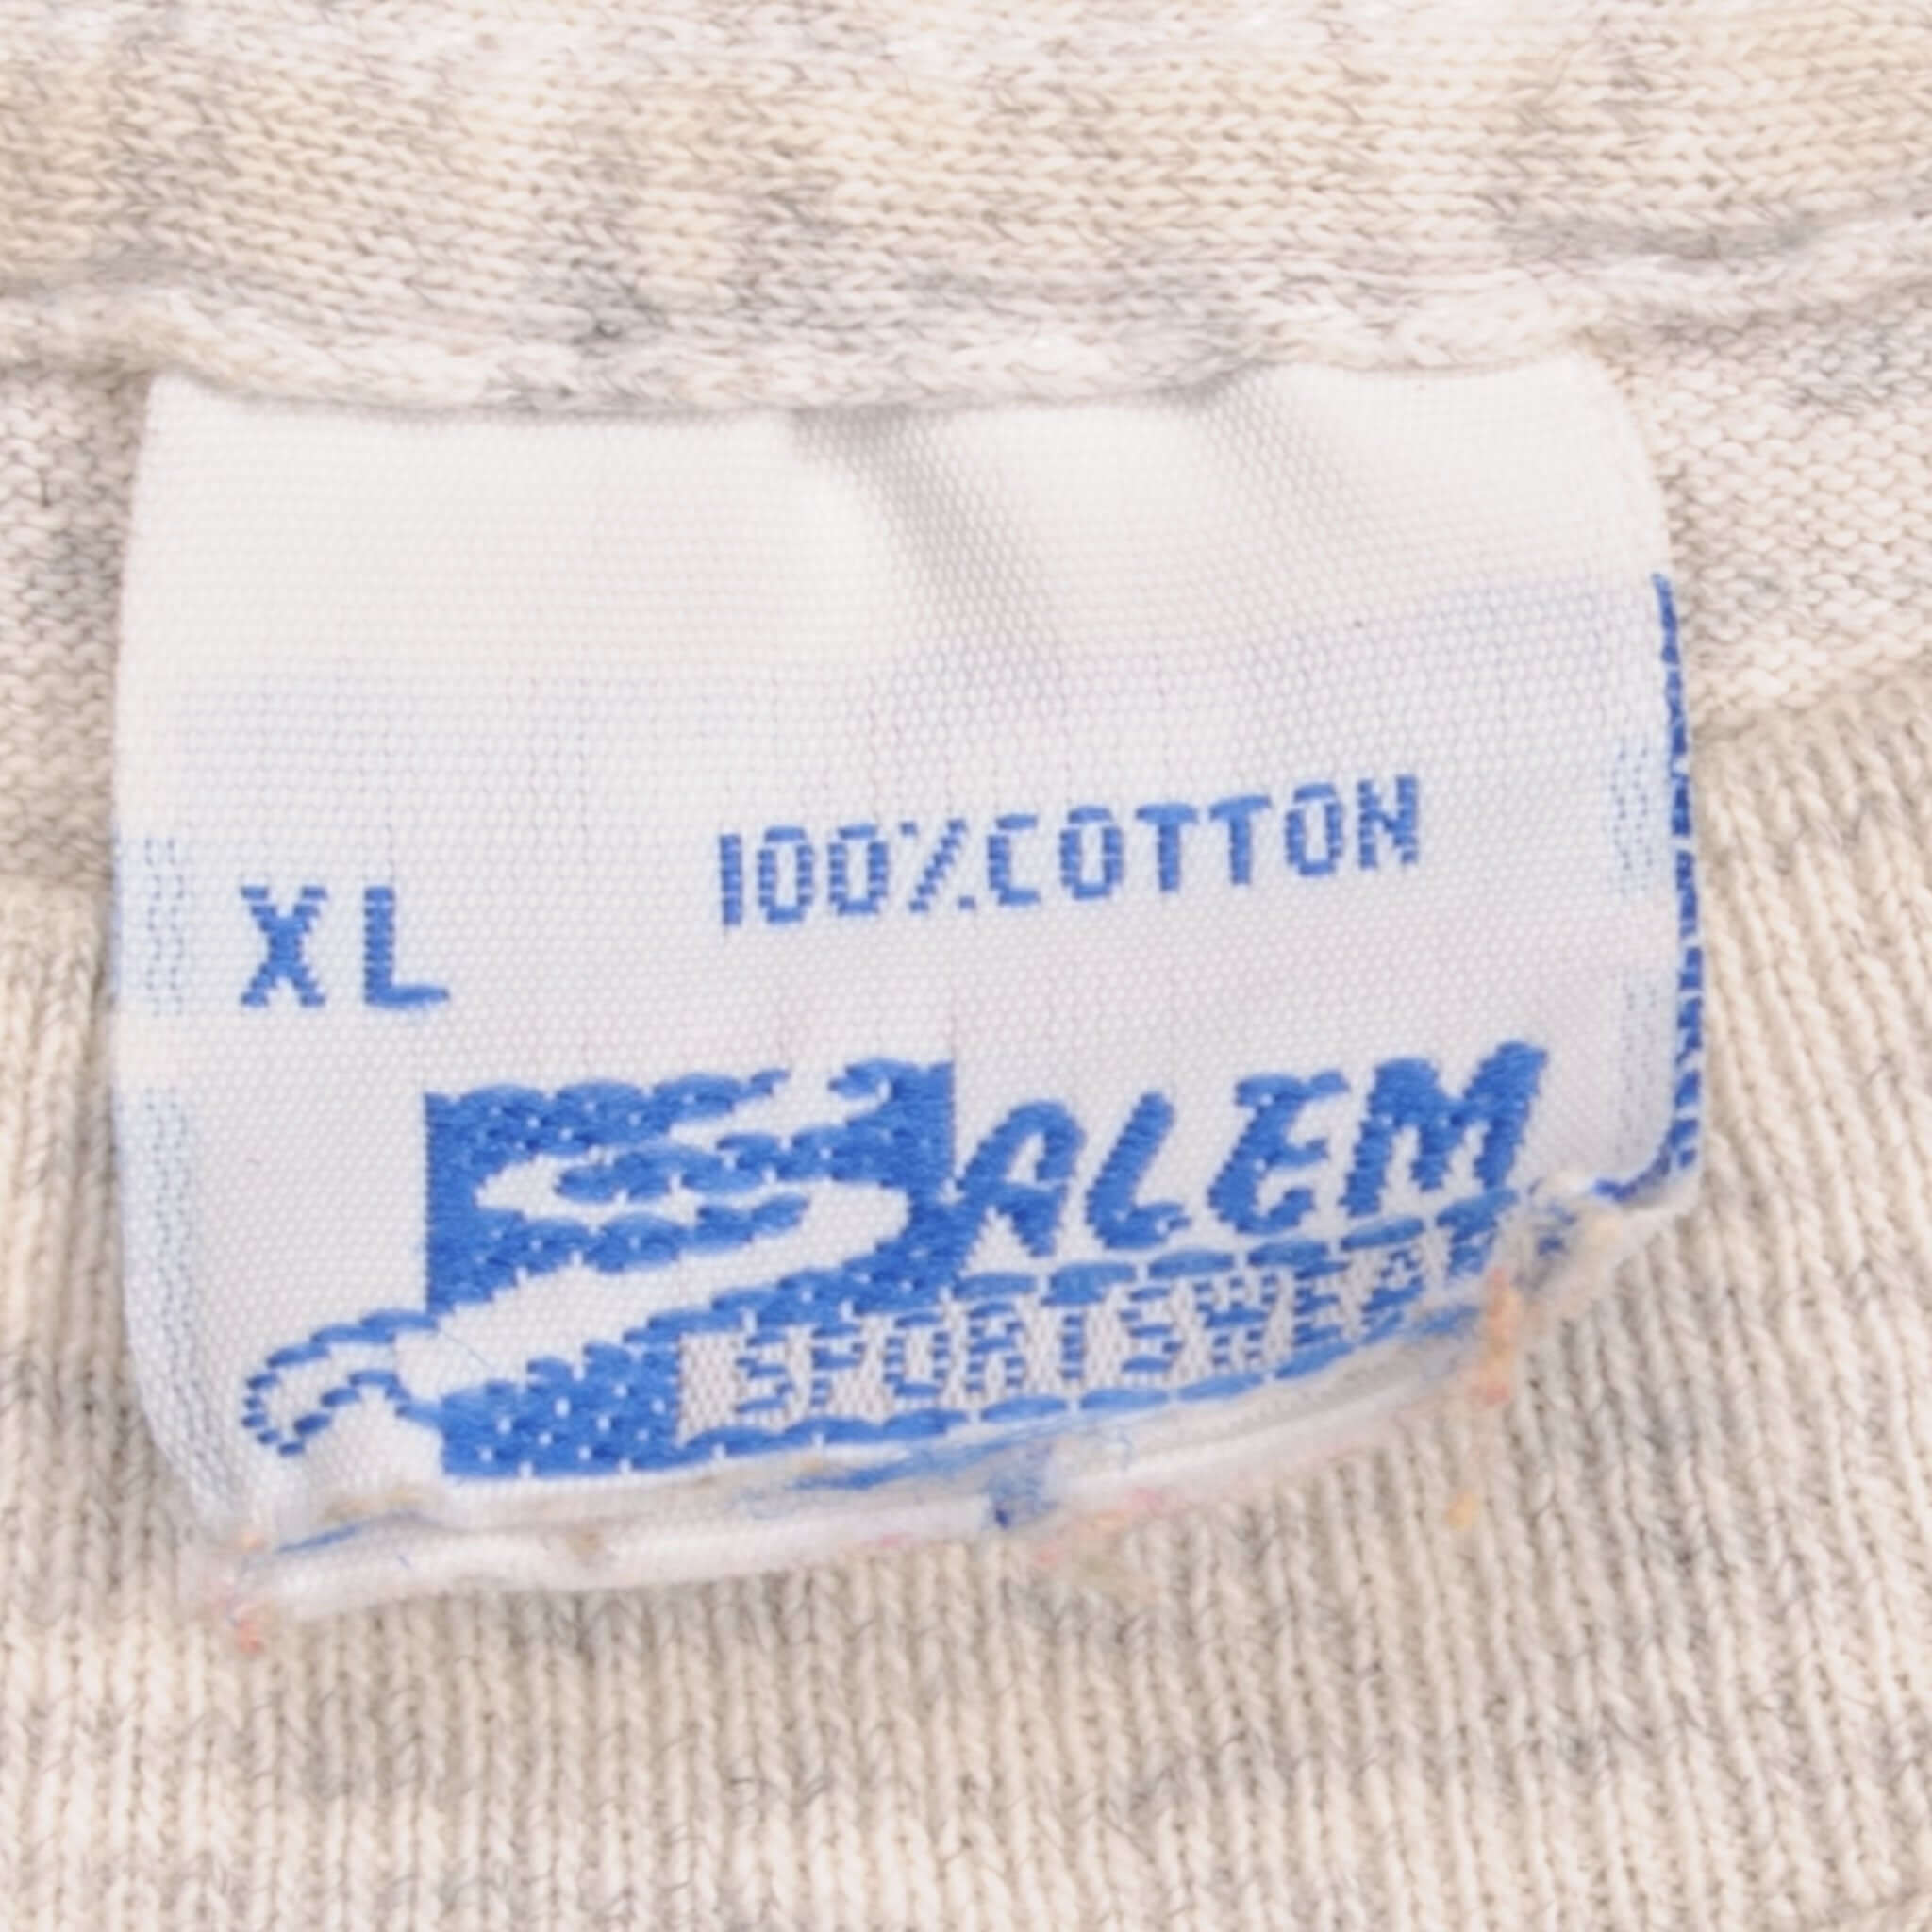 100% COTTON
XL
SALEM
SPORTSWEAR